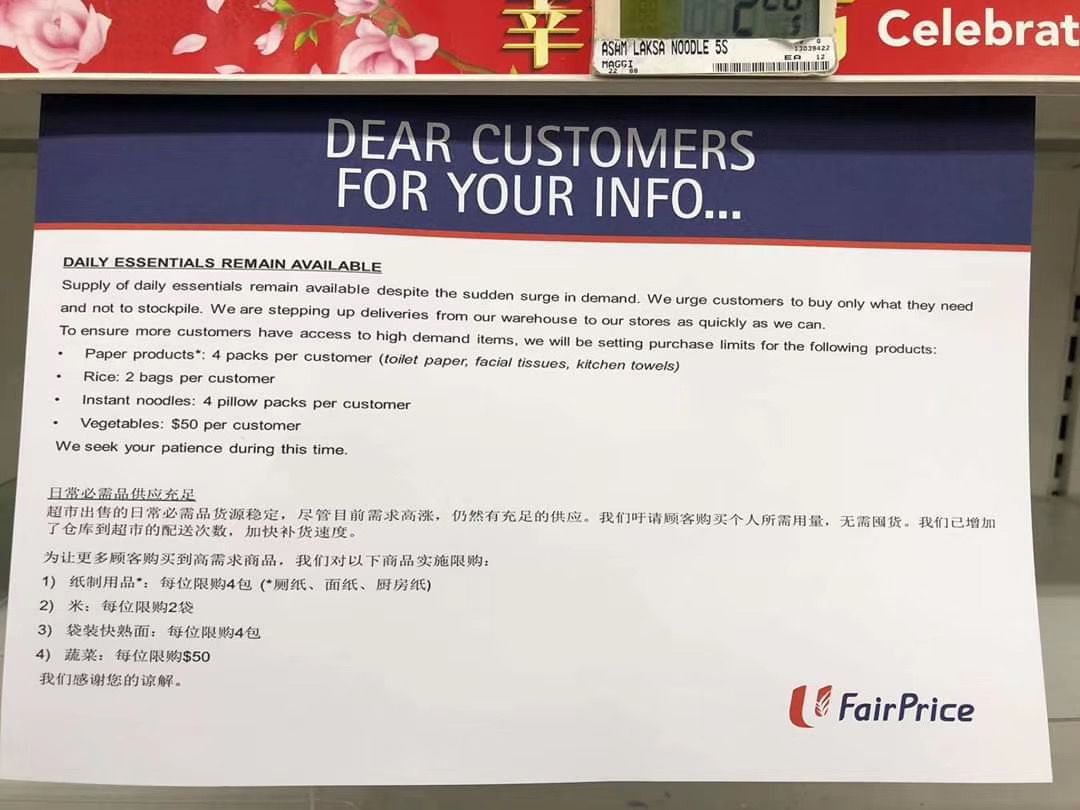 幸
Celebrat
ASAM LAKSA NOODLE 5S
MAGGI
13039422
EA 12
22 08
DEAR CUSTOMERS
FOR YOUR INFO...
DAILY ESSENTIALS REMAIN AVAILABLE
Supply of daily essentials remain available despite the sudden surge in demand. We urge customers to buy only what they need
and not to stockpile. We are stepping up deliveries from our warehouse to our stores as quickly as we can.
To ensure more customers have access to high demand items, we will be setting purchase limits for the following products:
• Paper products*: 4 packs per customer (toilet paper, facial tissues, kitchen towels)
• Rice: 2 bags per customer
• Instant noodles: 4 pillow packs per customer
• Vegetables: $50 per customer
We seek your patience during this time.
日常必需品供应充足
超市出售的日常必需品货源稳定，尽管目前需求高涨，仍然有充足的供应。我们吁请顾客购买个人所需用量，无需囤货。我们已增加
了仓库到超市的配送次数，加快补货速度。
为让更多顾客购买到高需求商品，我们对以下商品实施限购：
1) 纸制用品*：每位限购4包 (*厕纸、面纸、厨房纸)
2) 米：每位限购2袋
3) 袋装快熟面：每位限购4包
4) 蔬菜：每位限购$50
我们感谢您的谅解。
FairPrice